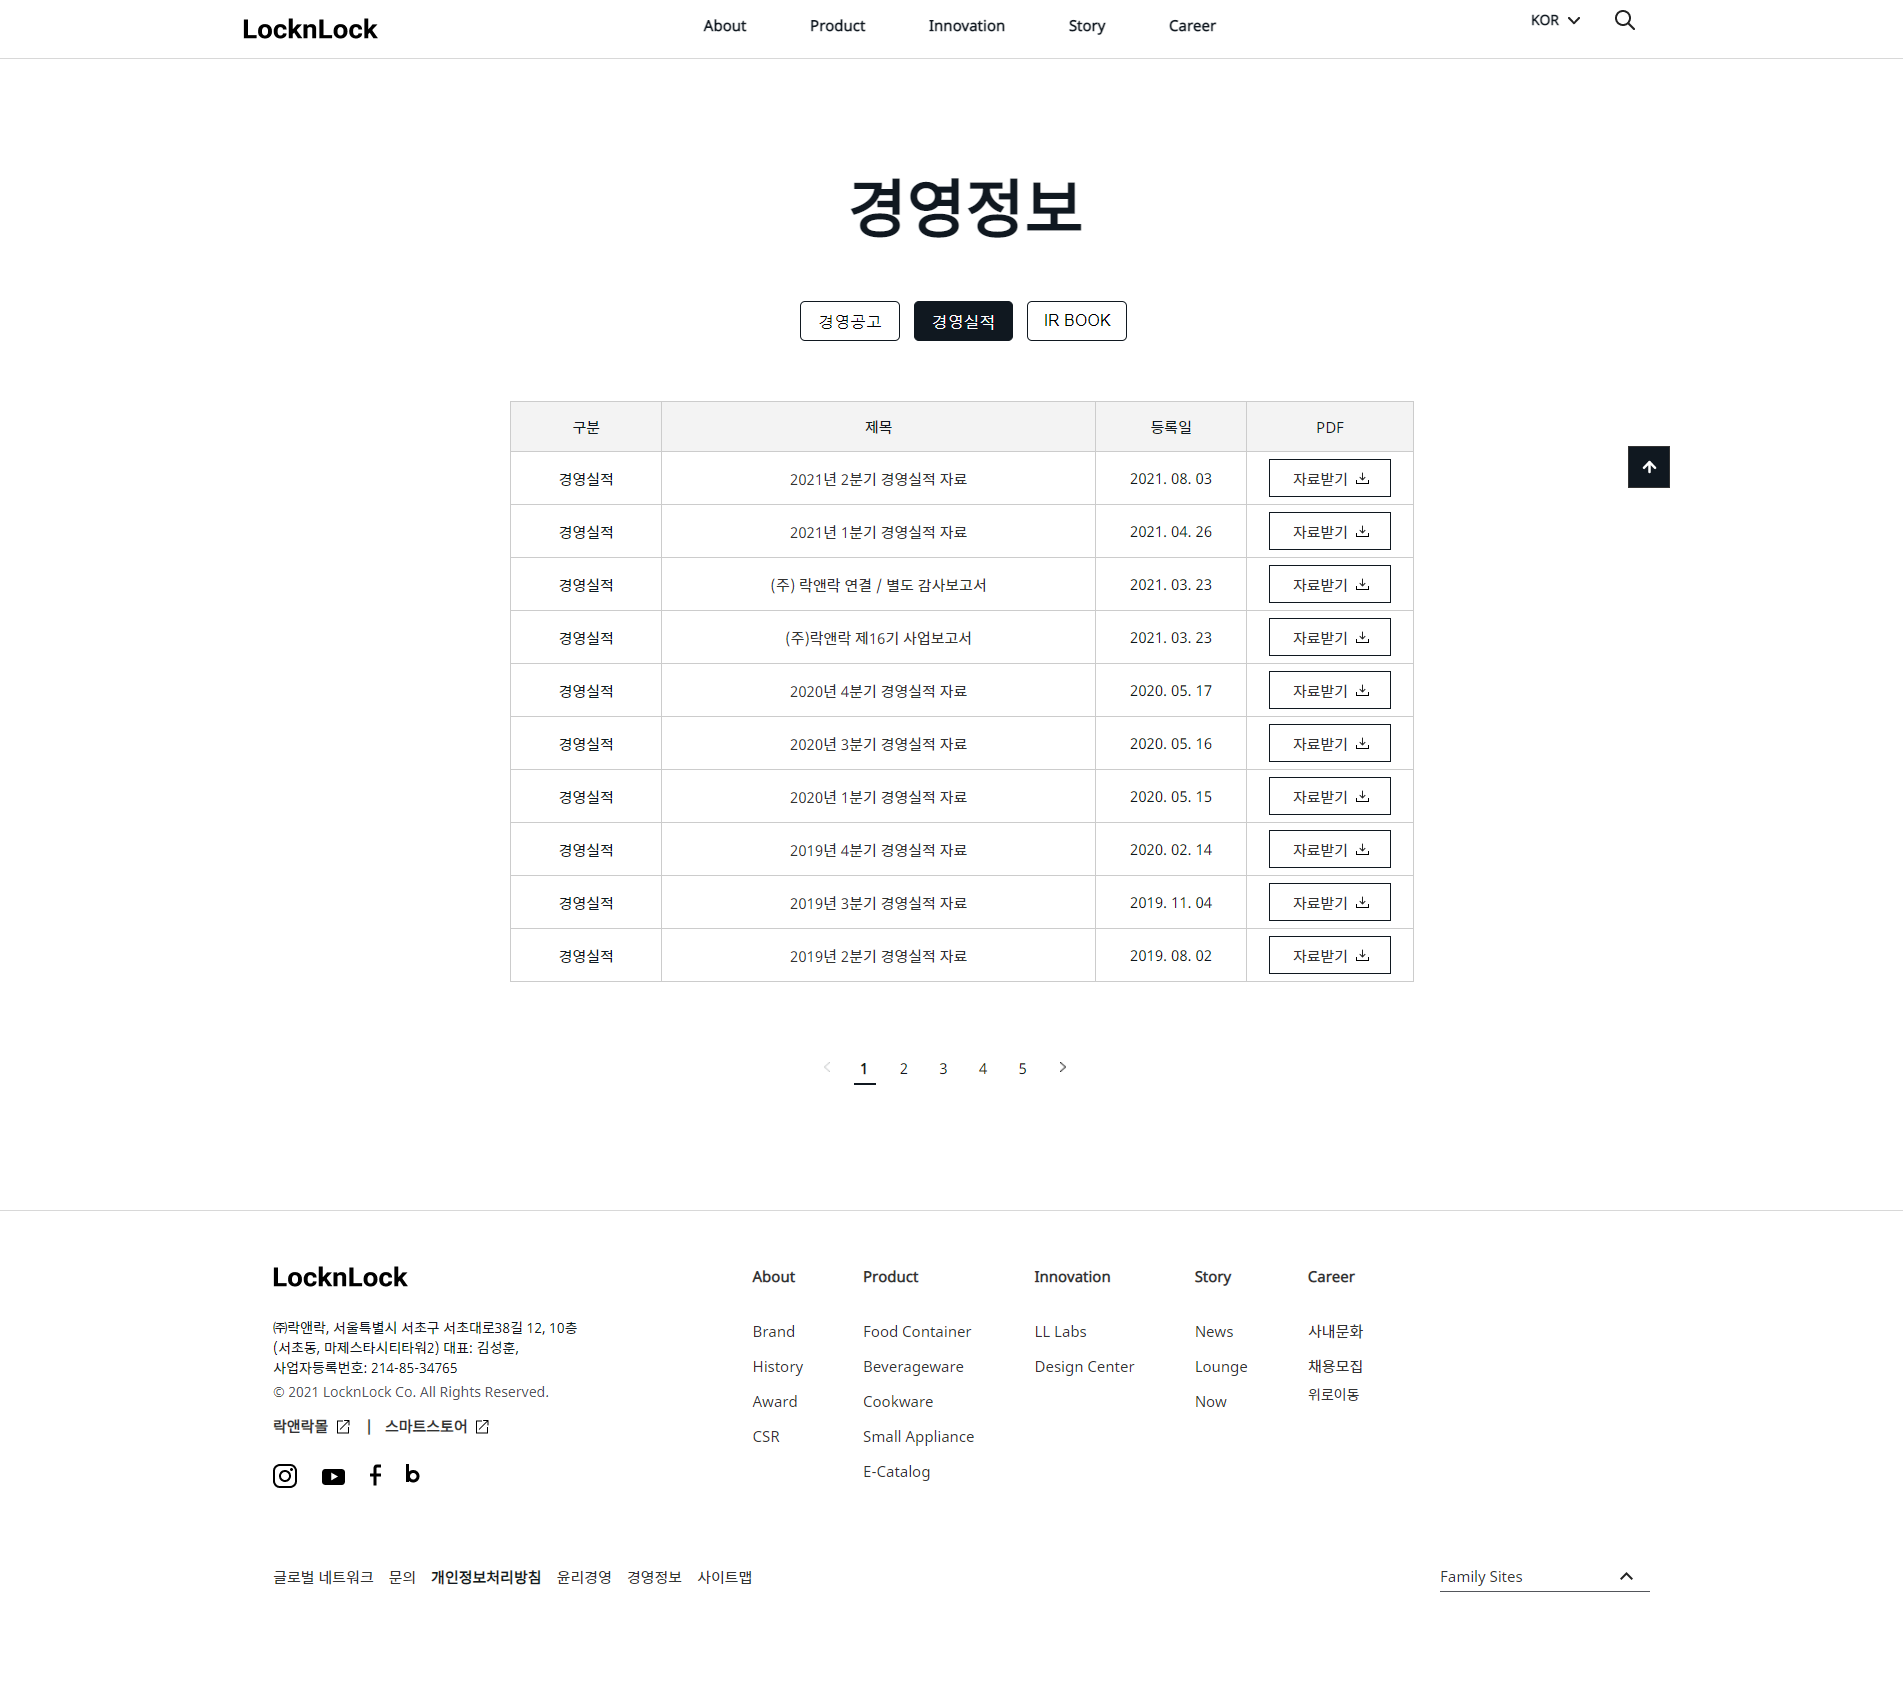 LocknLock About Product Innovation Story Career KOR
경영정보
경영공고 경영실적 IR BOOK
구분 제목 등록일 PDF
경영실적 2021년 2분기 경영실적 자료 2021. 08. 03 자료받기
경영실적 2021년 1분기 경영실적 자료 2021. 04. 26 자료받기
경영실적 (주) 락앤락 연결 / 별도 감사보고서 2021. 03. 23 자료받기
경영실적 (주)락앤락 제16기 사업보고서 2021. 03. 23 자료받기
경영실적 2020년 4분기 경영실적 자료 2020. 05. 17 자료받기
경영실적 2020년 3분기 경영실적 자료 2020. 05. 16 자료받기
경영실적 2020년 1분기 경영실적 자료 2020. 05. 15 자료받기
경영실적 2019년 4분기 경영실적 자료 2020. 02. 14 자료받기
경영실적 2019년 3분기 경영실적 자료 2019. 11. 04 자료받기
경영실적 2019년 2분기 경영실적 자료 2019. 08. 02 자료받기
1 2 3 4 5
LocknLock
㈜락앤락, 서울특별시 서초구 서초대로38길 12, 10층
(서초동, 마제스타시티타워2) 대표: 김성훈,
사업자등록번호: 214-85-34765
© 2021 LocknLock Co. All Rights Reserved.
락앤락몰 | 스마트스토어
About
Brand
History
Award
CSR
Product
Food Container
Beverageware
Cookware
Small Appliance
E-Catalog
Innovation
LL Labs
Design Center
Story
News
Lounge
Now
Career
사내문화
채용모집
위로이동
글로벌 네트워크 문의 개인정보처리방침 윤리경영 경영정보 사이트맵
Family Sites